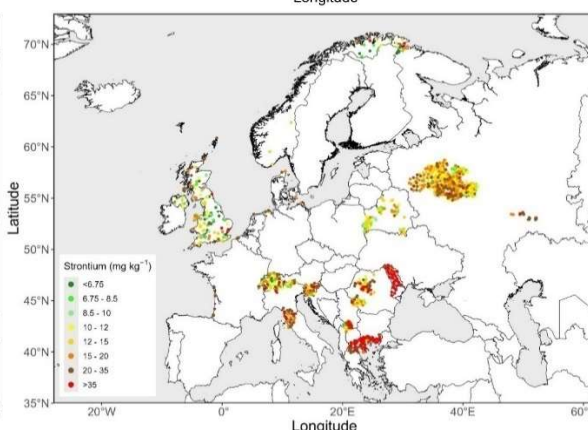 Longitude
70°N
65°N
60°N
55°N
50°N
45°N
40°N
35°N
Latitude
Strontium (mg kg⁻¹)
<6.75
6.75 - 8.5
8.5 - 10
10 - 12
12 - 15
15 - 20
20 - 35
>35
20°W
0°
20°E
40°E
60°
Longitude